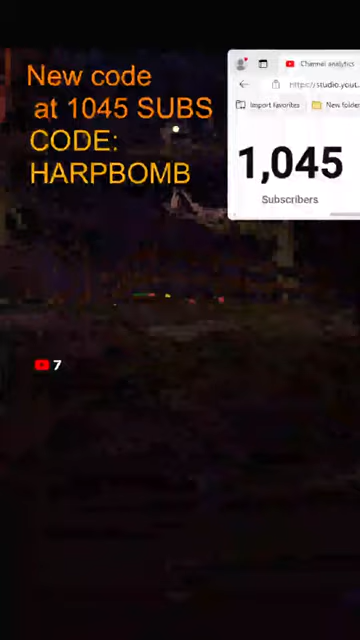 New code
at 1045 SUBS
CODE:
HARPBOMB
Channel analytics
https://studio.yout
Import favorites
New folde
1,045
Subscribers
7